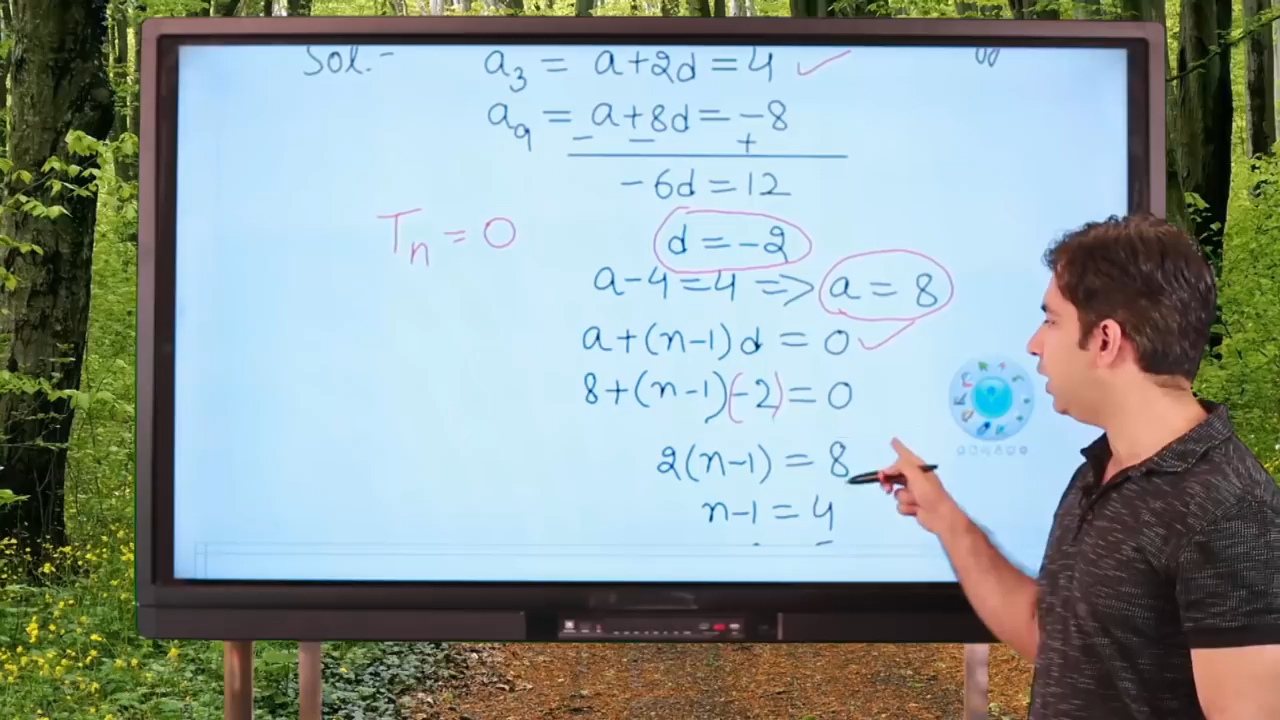 Sol:- a₃ = a+2d = 4 ✓
a₉ = a+8d = -8
- - +
-6d = 12
Tₙ = 0
d = -2
a-4 = 4 => a = 8
a+(n-1)d = 0 ✓
8+(n-1)(-2) = 0
2(n-1) = 8
n-1 = 4